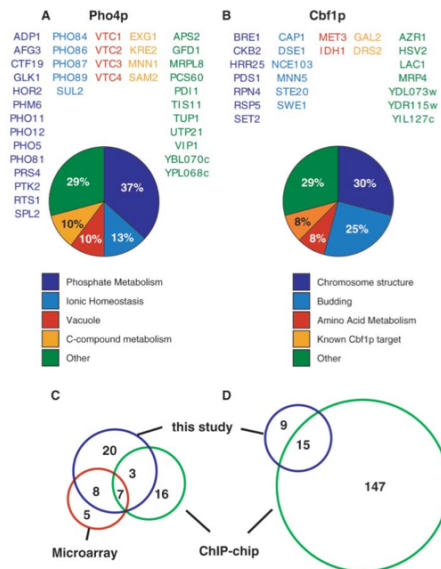 A Pho4p
ADP1 PHO84 VTC1 EXG1 APS2
AFG3 PHO86 VTC2 KRE2 GFD1
CTF19 PHO87 VTC3 MNN1 MRPL8
GLK1 PHO89 VTC4 SAM2 PCS60
HOR2 SUL2 PDI1
PHM6 TIS11
PHO11 TUP1
PHO12 UTP21
PHO5 VIP1
PHO81 YBL070c
PRS4 YPL068c
PTK2
RTS1
SPL2
29% 37%
10% 10% 13%
Phosphate Metabolism
Ionic Homeostasis
Vacuole
C-compound metabolism
Other
B Cbf1p
BRE1 CAP1 MET3 GAL2 AZR1
CKB2 DSE1 IDH1 DRS2 HSV2
HRR25 NCE103 LAC1
PDS1 MNN5 MRP4
RPN4 STE20 YDL073w
RSP5 SWE1 YDR115w
SET2 YIL127c
29% 30%
8% 8% 25%
Chromosome structure
Budding
Amino Acid Metabolism
Known Cbf1p target
Other
C
this study
20
3
8 7 16
5
Microarray
ChIP-chip
D
9
15
147